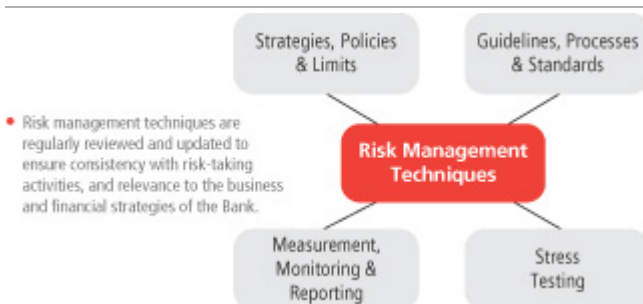 Strategies, Policies
& Limits
Guidelines, Processes
& Standards
• Risk management techniques are
regularly reviewed and updated to
ensure consistency with risk-taking
activities, and relevance to the business
and financial strategies of the Bank.
Risk Management
Techniques
Measurement,
Monitoring &
Reporting
Stress
Testing